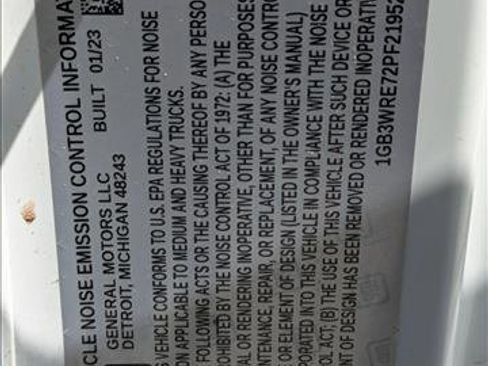 CLE NOISE EMISSION CONTROL INFORMA
GENERAL MOTORS LLC
DETROIT, MICHIGAN 48243
BUILT 01/23
VEHICLE CONFORMS TO U.S. EPA REGULATIONS FOR NOISE
ON APPLICABLE TO MEDIUM AND HEAVY TRUCKS.
FOLLOWING ACTS OR THE CAUSING THEREOF BY ANY PERSO
OHIBITED BY THE NOISE CONTROL ACT OF 1972: (A) THE
AL OR RENDERING INOPERATIVE, OTHER THAN FOR PURPOSES
NTENANCE, REPAIR, OR REPLACEMENT, OF ANY NOISE CONTR
E OR ELEMENT OF DESIGN (LISTED IN THE OWNER'S MANUAL)
PORATED INTO THIS VEHICLE IN COMPLIANCE WITH THE NOISE
OL ACT; (B) THE USE OF THIS VEHICLE AFTER SUCH DEVICE OR
NT OF DESIGN HAS BEEN REMOVED OR RENDERED INOPERATIV
1GB3WRE72PF21952